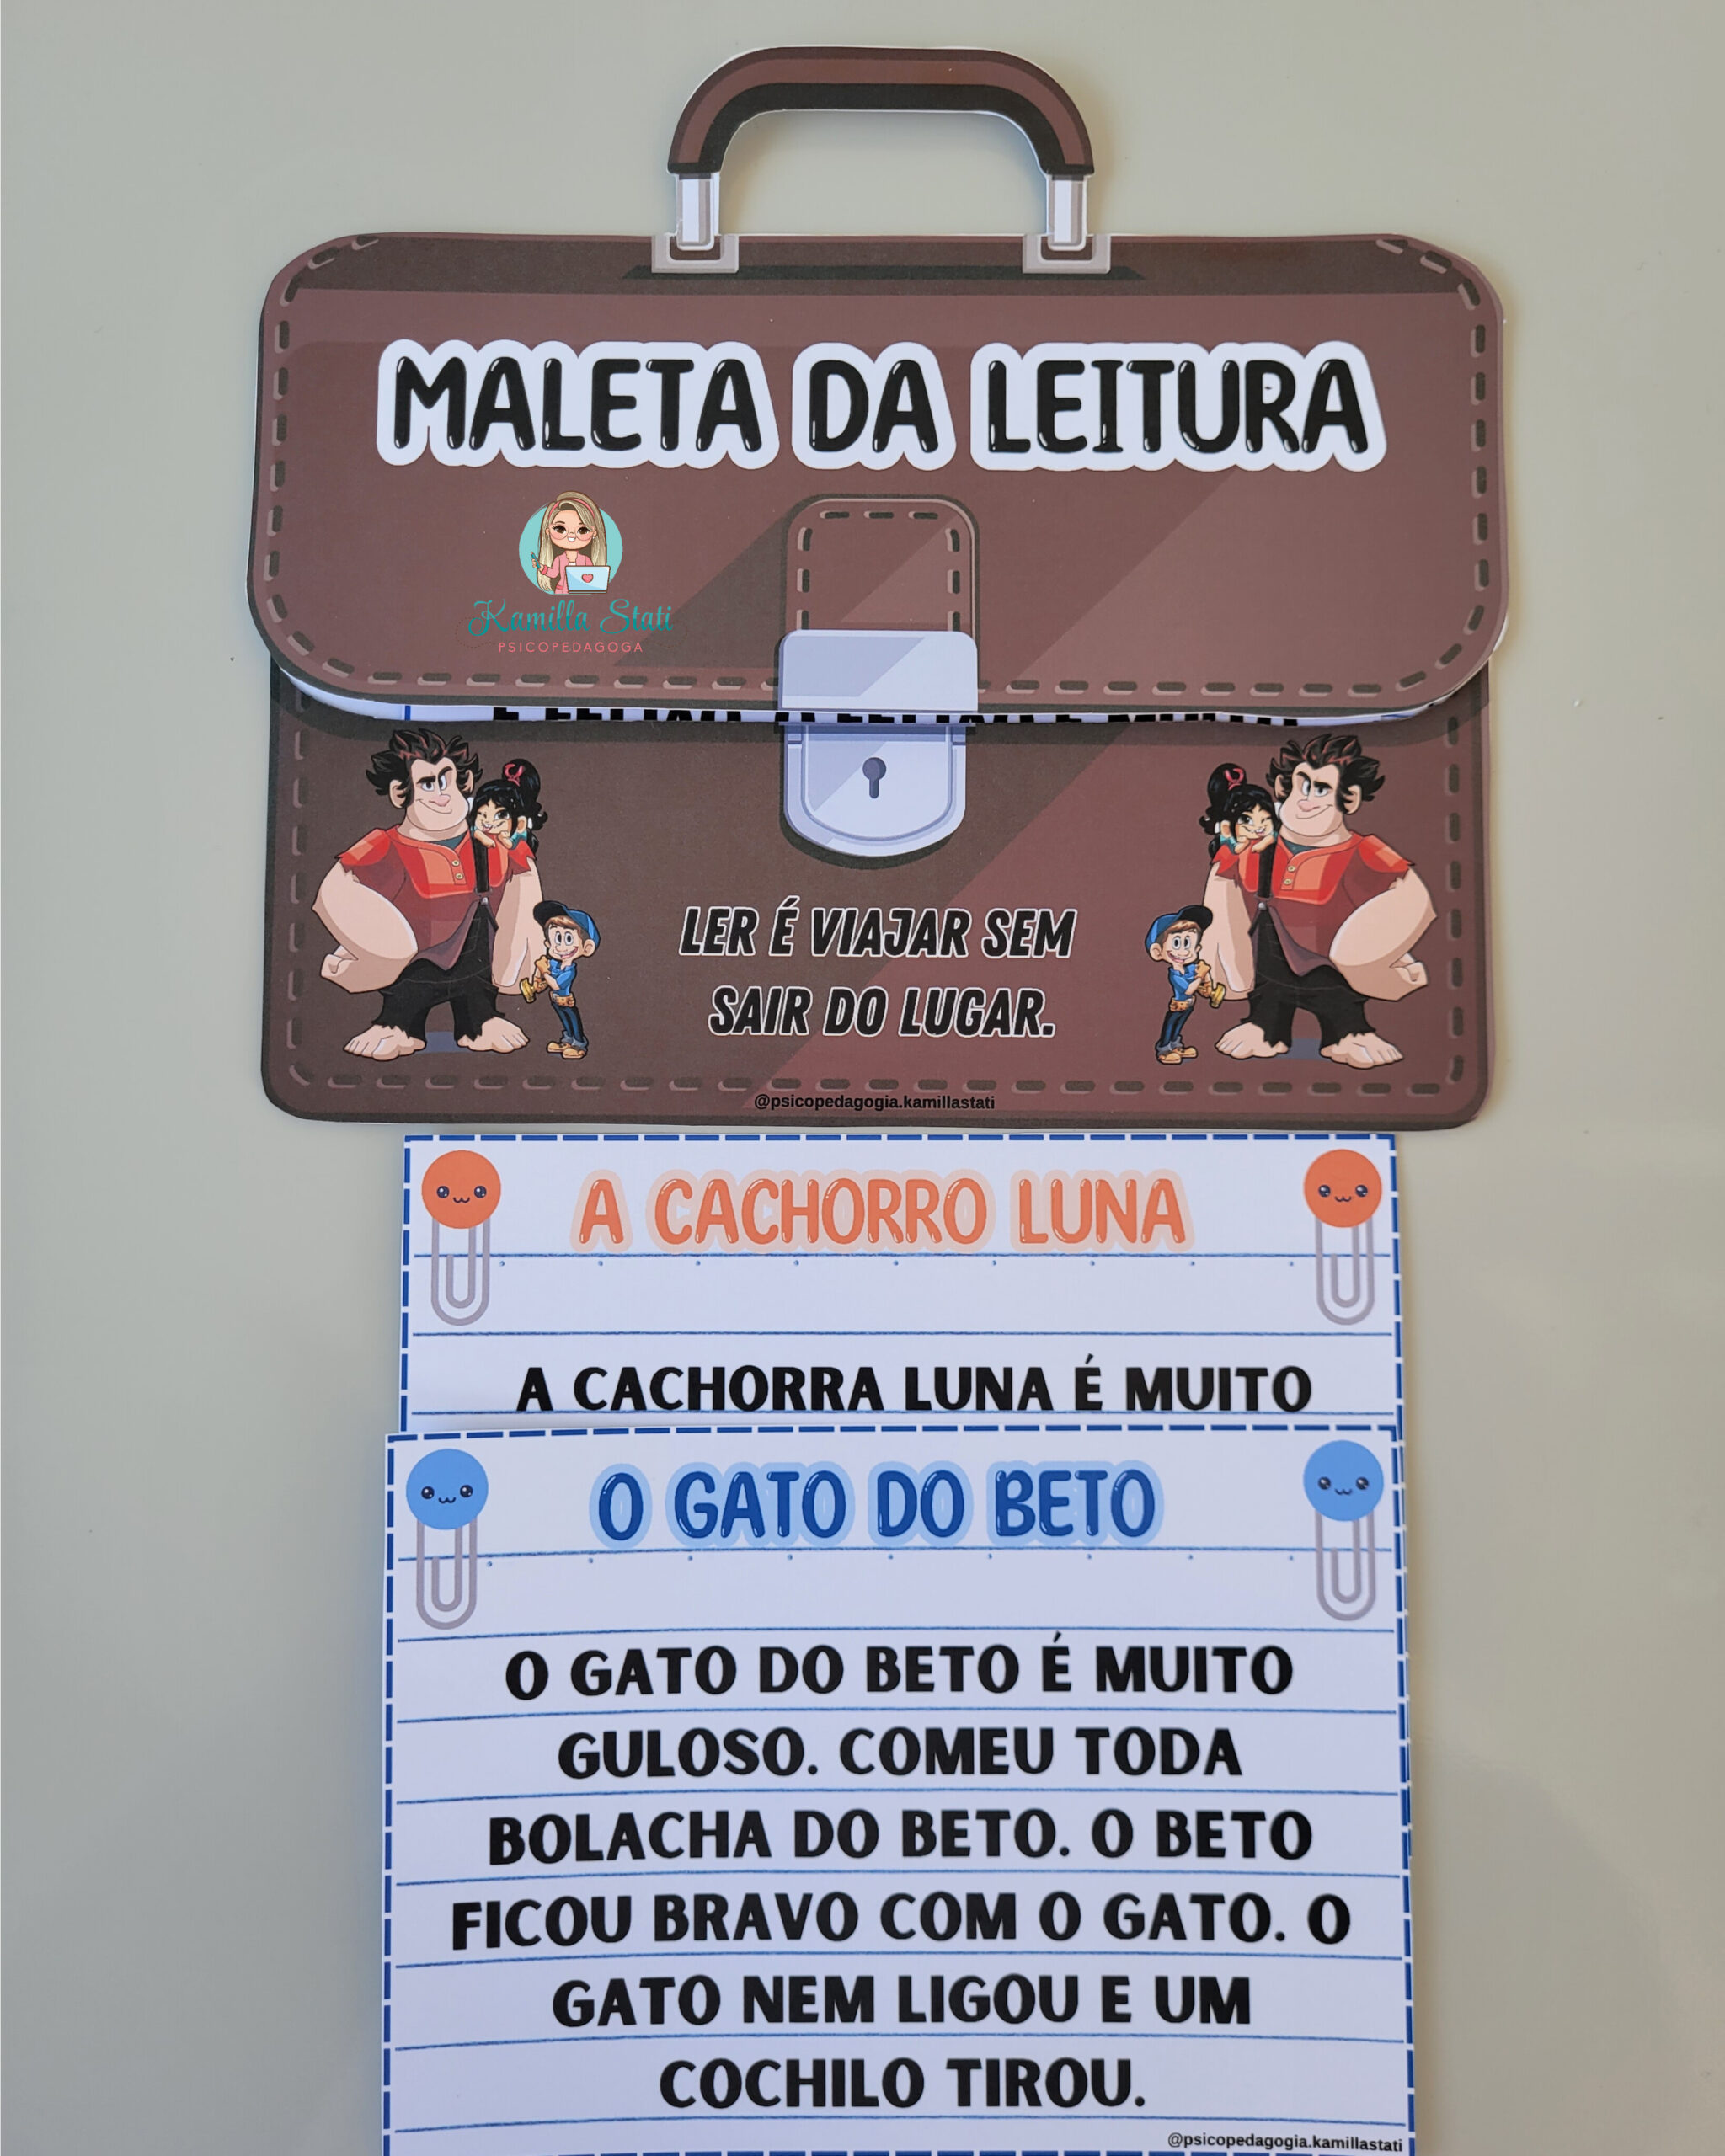 MALETA DA LEITURA
Kamilla Stati
PSICOPEDAGOGA
LER É VIAJAR SEM
SAIR DO LUGAR.
@psicopedagogia.kamillastati
A CACHORRO LUNA
A CACHORRA LUNA É MUITO
O GATO DO BETO
O GATO DO BETO É MUITO
GULOSO. COMEU TODA
BOLACHA DO BETO. O BETO
FICOU BRAVO COM O GATO. O
GATO NEM LIGOU E UM
COCHILO TIROU.
@psicopedagogia.kamillastati